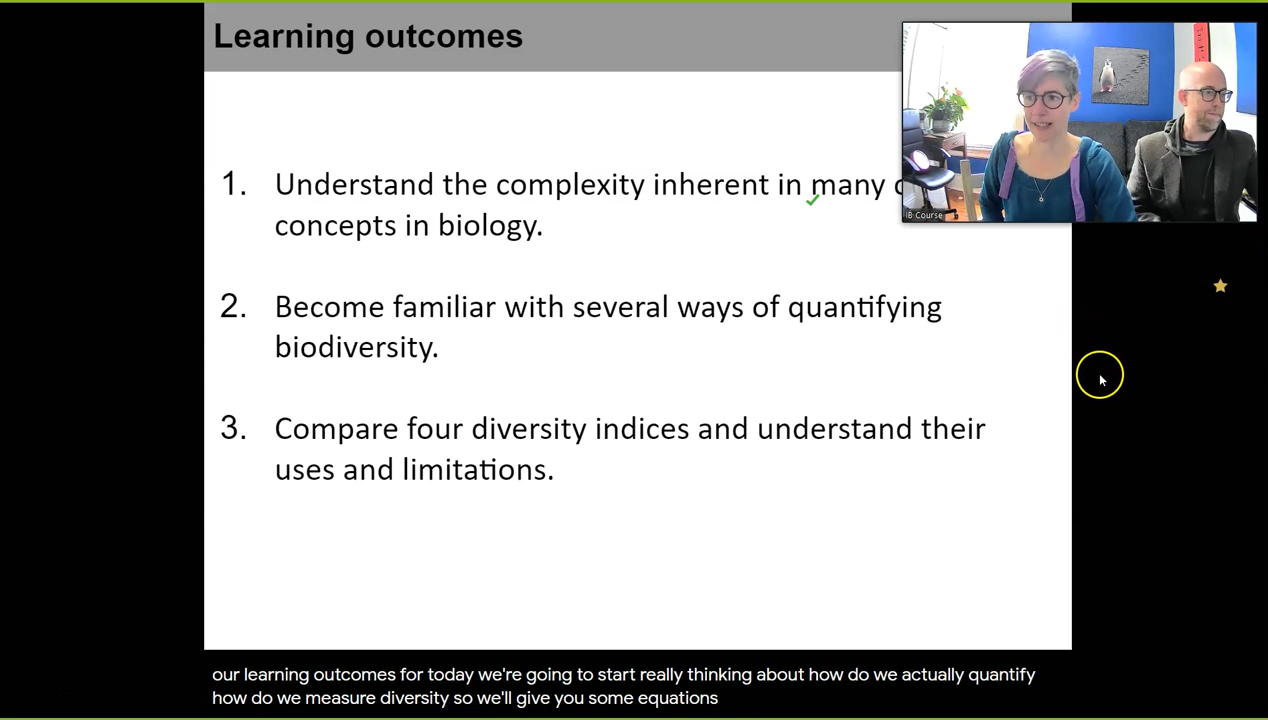 Learning outcomes
1. Understand the complexity inherent in many
concepts in biology.
2. Become familiar with several ways of quantifying
biodiversity.
3. Compare four diversity indices and understand their
uses and limitations.
IB Course
our learning outcomes for today we're going to start really thinking about how do we actually quantify
how do we measure diversity so we'll give you some equations